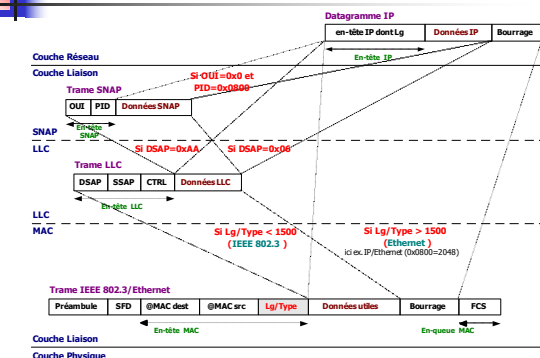 Datagramme IP
en-tête IP dont Lg Données IP Bourrage
En-tête IP
Couche Réseau
Couche Liaison
Si OUI=0x0 et
PID=0x0800
Trame SNAP
OUI PID Données SNAP
En-tête
SNAP
SNAP
LLC
Si DSAP=0xAA Si DSAP=0x06
Trame LLC
DSAP SSAP CTRL Données LLC
En-tête LLC
LLC
MAC
Si Lg/Type < 1500 Si Lg/Type > 1500
(IEEE 802.3 ) (Ethernet )
ici ex. IP/Ethernet (0x0800=2048)
Trame IEEE 802.3/Ethernet
Préambule SFD @MAC dest @MAC src Lg/Type Données utiles Bourrage FCS
En-tête MAC En-queue MAC
Couche Liaison
Couche Physique